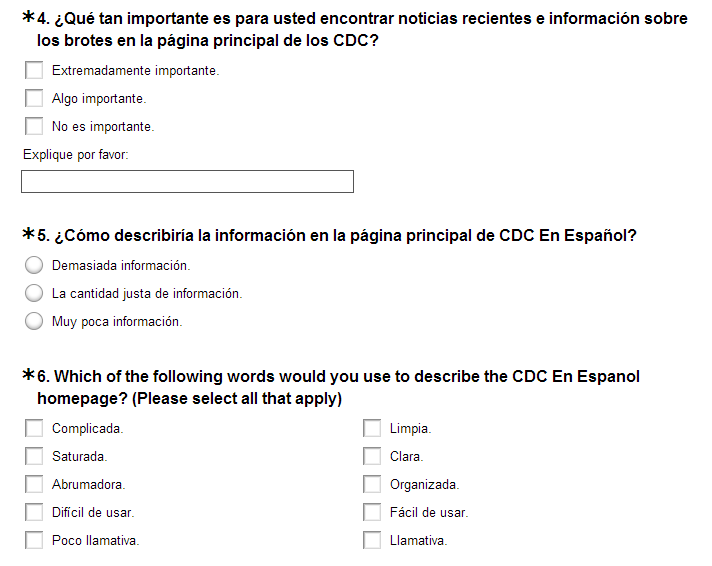 *4. ¿Qué tan importante es para usted encontrar noticias recientes e información sobre
los brotes en la página principal de los CDC?
Extremadamente importante.
Algo importante.
No es importante.
Explique por favor:
*5. ¿Cómo describiría la información en la página principal de CDC En Español?
Demasiada información.
La cantidad justa de información.
Muy poca información.
*6. Which of the following words would you use to describe the CDC En Espanol
homepage? (Please select all that apply)
Complicada.
Limpia.
Saturada.
Clara.
Abrumadora.
Organizada.
Difícil de usar.
Fácil de usar.
Poco llamativa.
Llamativa.